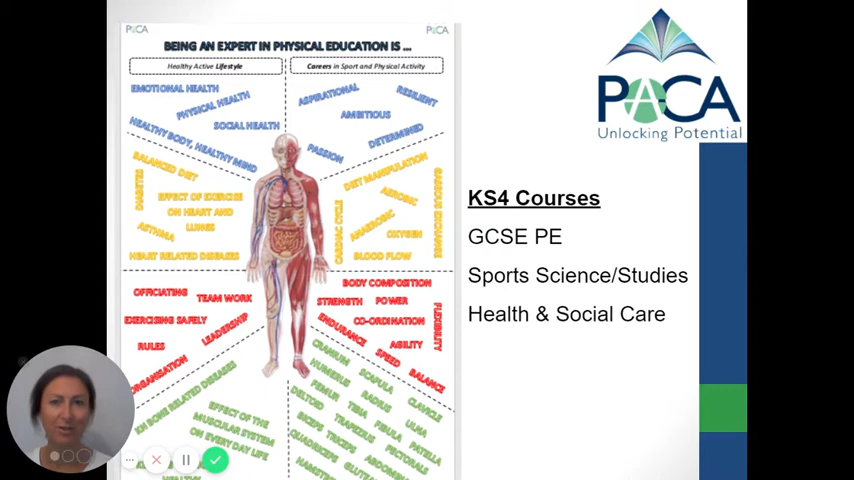 PACA
PACA
BEING AN EXPERT IN PHYSICAL EDUCATION IS ...
Healthy Active Lifestyle
Careers in Sport and Physical Activity
EMOTIONAL HEALTH
PHYSICAL HEALTH
SOCIAL HEALTH
HEALTHY BODY, HEALTHY MIND
ASPIRATIONAL
RESILIENT
AMBITIOUS
DETERMINED
PASSION
BALANCED DIET
DIABETES
EFFECT OF EXERCISE
ON HEART AND
LUNGS
ASTHMA
HEART RELATED DISEASES
DIET MANIPULATION
AEROBIC
GASEOUS EXCHANGE
CARDIAC CYCLE
ANAEROBIC
OXYGEN
BLOOD FLOW
OFFICIATING
TEAM WORK
EXERCISING SAFELY
LEADERSHIP
RULES
ORGANISATION
BODY COMPOSITION
STRENGTH
POWER
FLEXIBILITY
ENDURANCE
CO-ORDINATION
AGILITY
SPEED
BALANCE
BONE RELATED DISEASES
EFFECT OF THE
MUSCULAR SYSTEM
ON EVERY DAY LIFE
CRANIUM
SCAPULA
CLAVICLE
HUMERUS
RADIUS
ULNA
FEMUR
TIBIA
FIBULA
PATELLA
DELTOID
TRAPEZIUS
PECTORALS
BICEPS
TRICEPS
QUADRICEPS
PACA
Unlocking Potential
KS4 Courses
GCSE PE
Sports Science/Studies
Health & Social Care